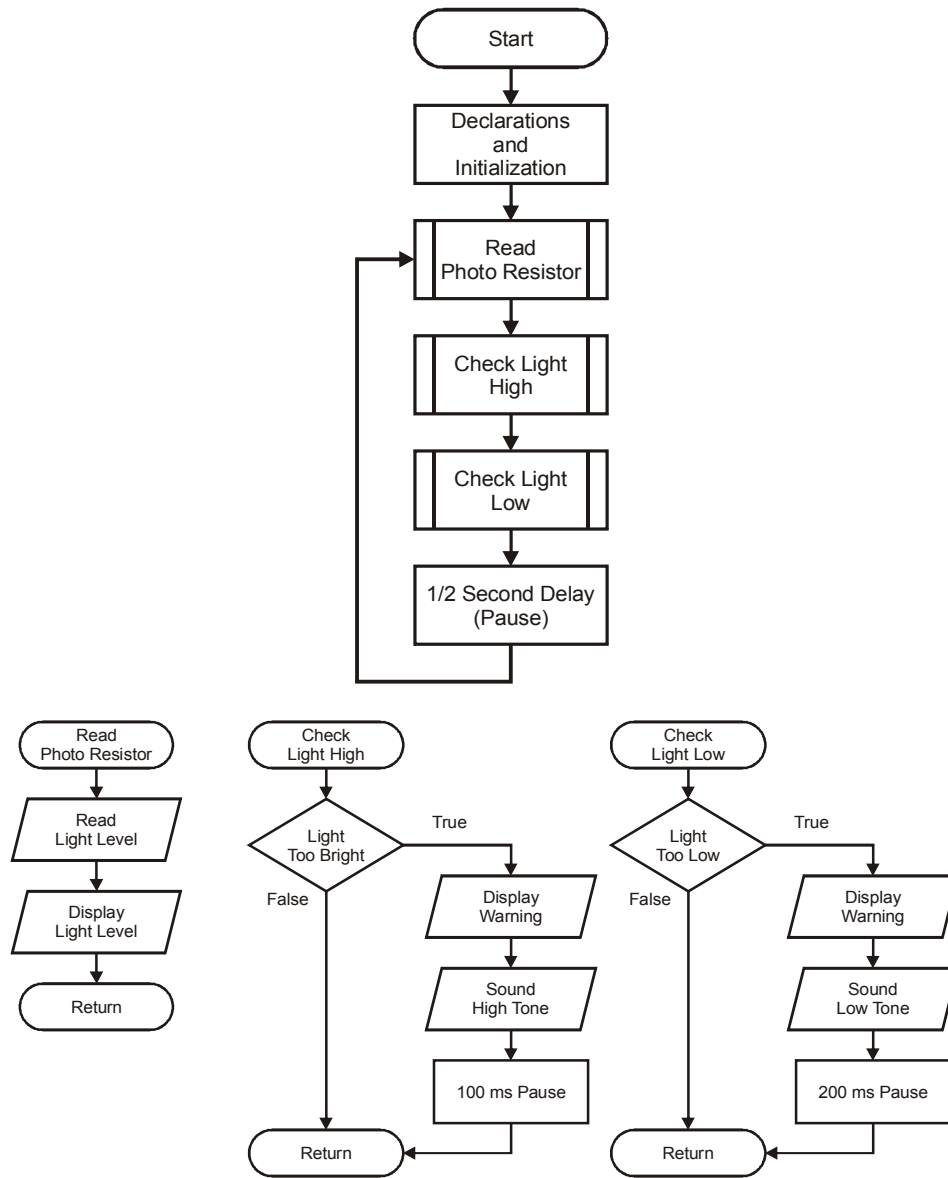 Start
Declarations
and
Initialization
Read
Photo Resistor
Check Light
High
Check Light
Low
1/2 Second Delay
(Pause)
Read
Photo Resistor
Read
Light Level
Display
Light Level
Return
Check
Light High
Light
Too Bright
True
False
Display
Warning
Sound
High Tone
100 ms Pause
Return
Check
Light Low
Light
Too Low
True
False
Display
Warning
Sound
Low Tone
200 ms Pause
Return